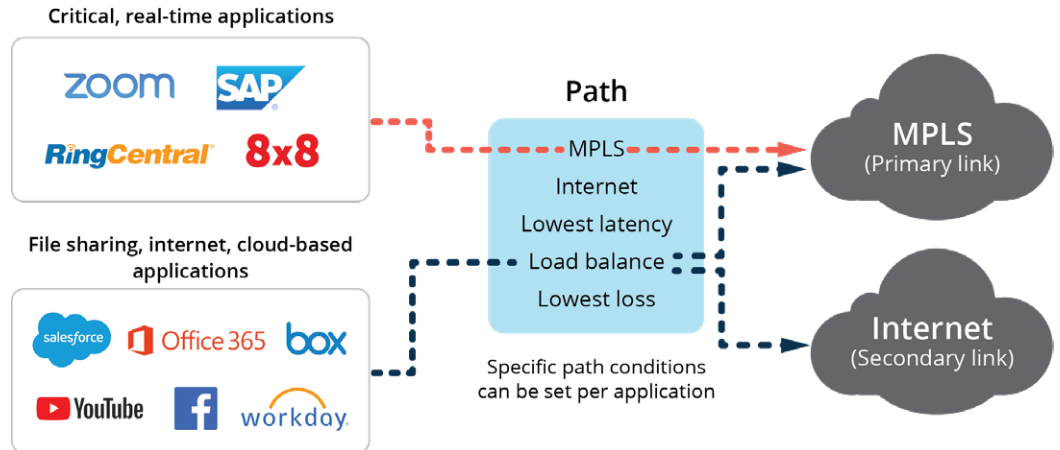 Critical, real-time applications
zoom
SAP
RingCentral
8x8
File sharing, internet, cloud-based
applications
salesforce
Office 365
box
YouTube
f
workday
Path
MPLS
Internet
Lowest latency
Load balance
Lowest loss
Specific path conditions
can be set per application
MPLS
(Primary link)
Internet
(Secondary link)